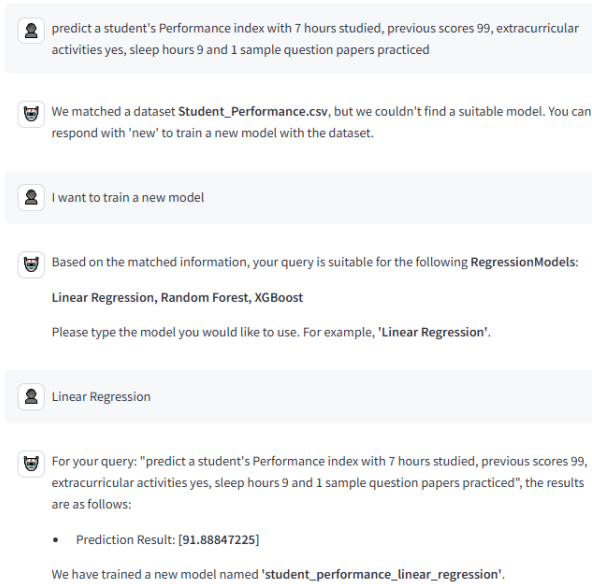 predict a student's Performance index with 7 hours studied, previous scores 99, extracurricular
activities yes, sleep hours 9 and 1 sample question papers practiced
We matched a dataset Student_Performance.csv, but we couldn't find a suitable model. You can
respond with 'new' to train a new model with the dataset.
I want to train a new model
Based on the matched information, your query is suitable for the following RegressionModels:
Linear Regression, Random Forest, XGBoost
Please type the model you would like to use. For example, 'Linear Regression'.
Linear Regression
For your query: "predict a student's Performance index with 7 hours studied, previous scores 99,
extracurricular activities yes, sleep hours 9 and 1 sample question papers practiced", the results
are as follows:
• Prediction Result: [91.88847225]
We have trained a new model named 'student_performance_linear_regression'.